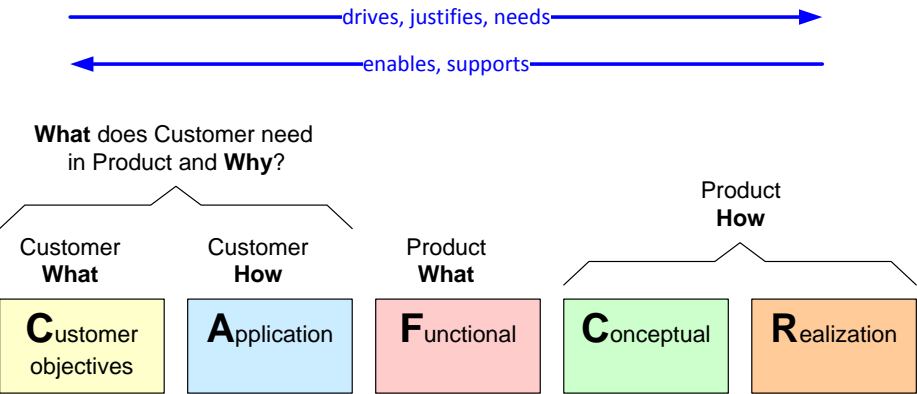 drives, justifies, needs
enables, supports
What does Customer need
in Product and Why?
Product
How
Customer
What
Customer
How
Product
What
Customer
objectives
Application
Functional
Conceptual
Realization